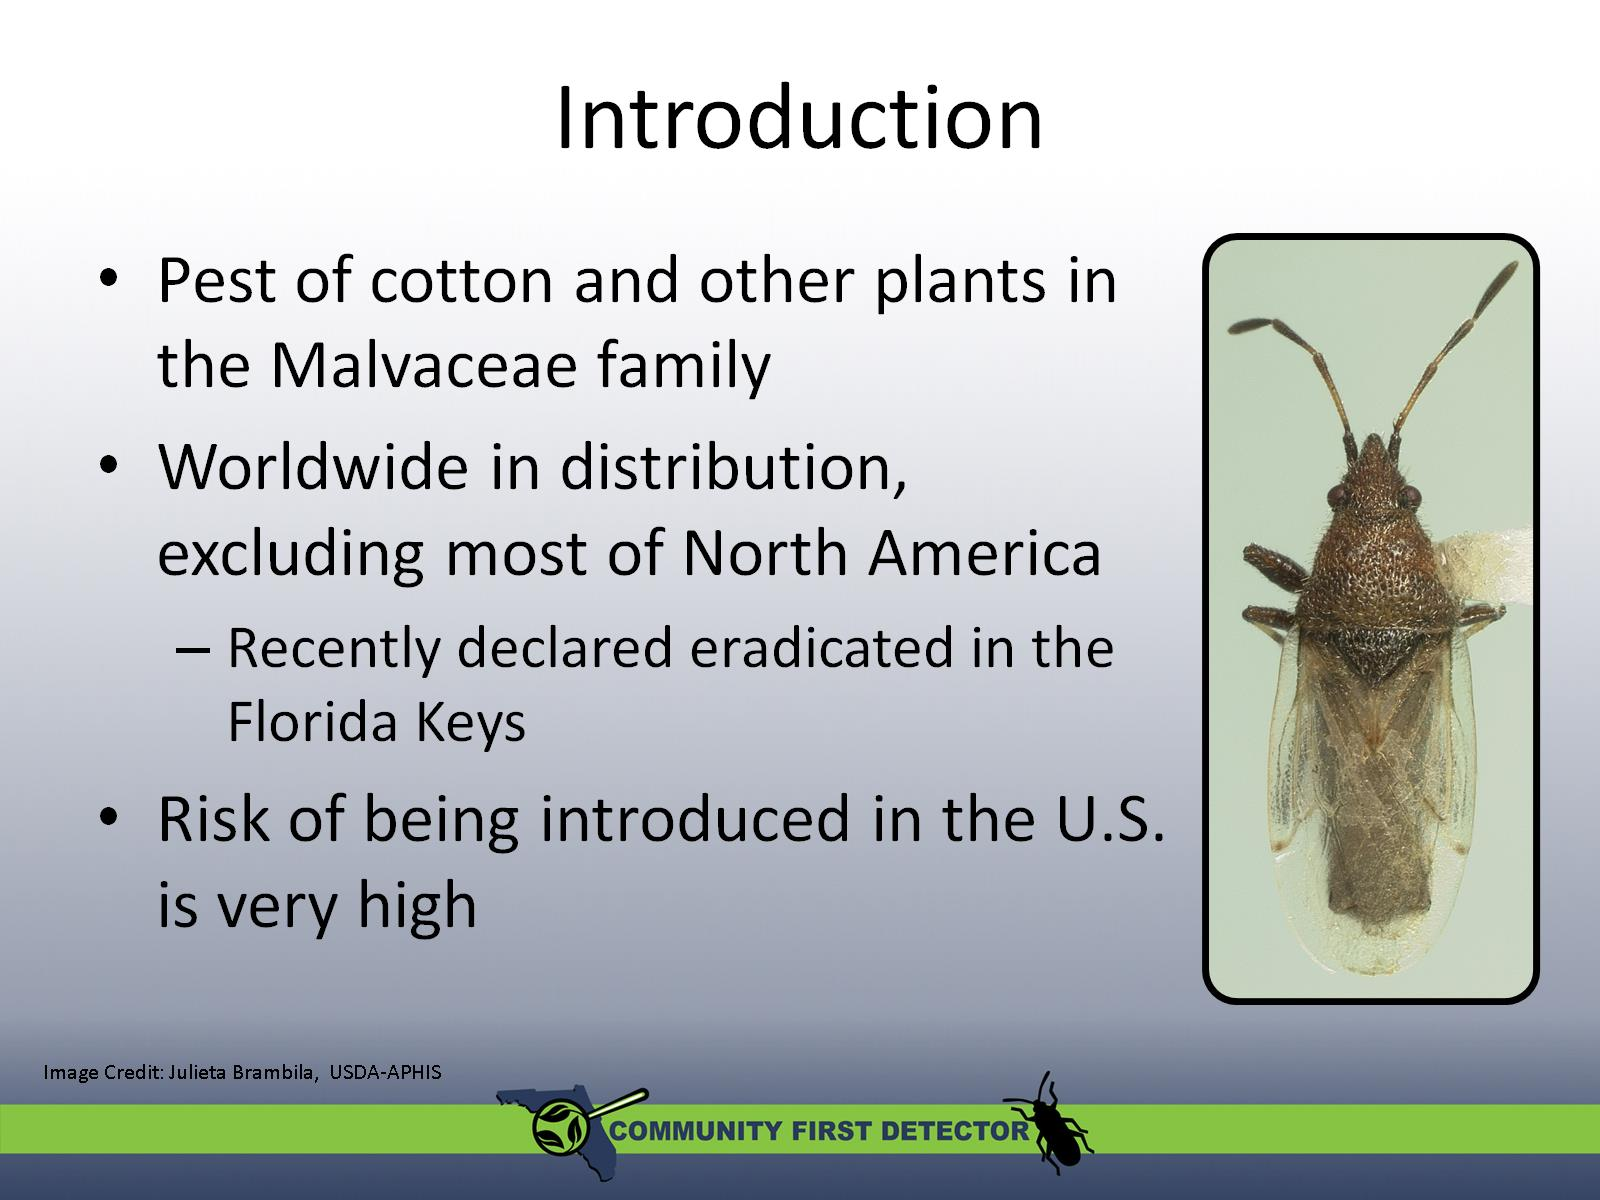 Introduction
• Pest of cotton and other plants in
the Malvaceae family
• Worldwide in distribution,
excluding most of North America
– Recently declared eradicated in the
Florida Keys
• Risk of being introduced in the U.S.
is very high
Image Credit: Julieta Brambila, USDA-APHIS
COMMUNITY FIRST DETECTOR